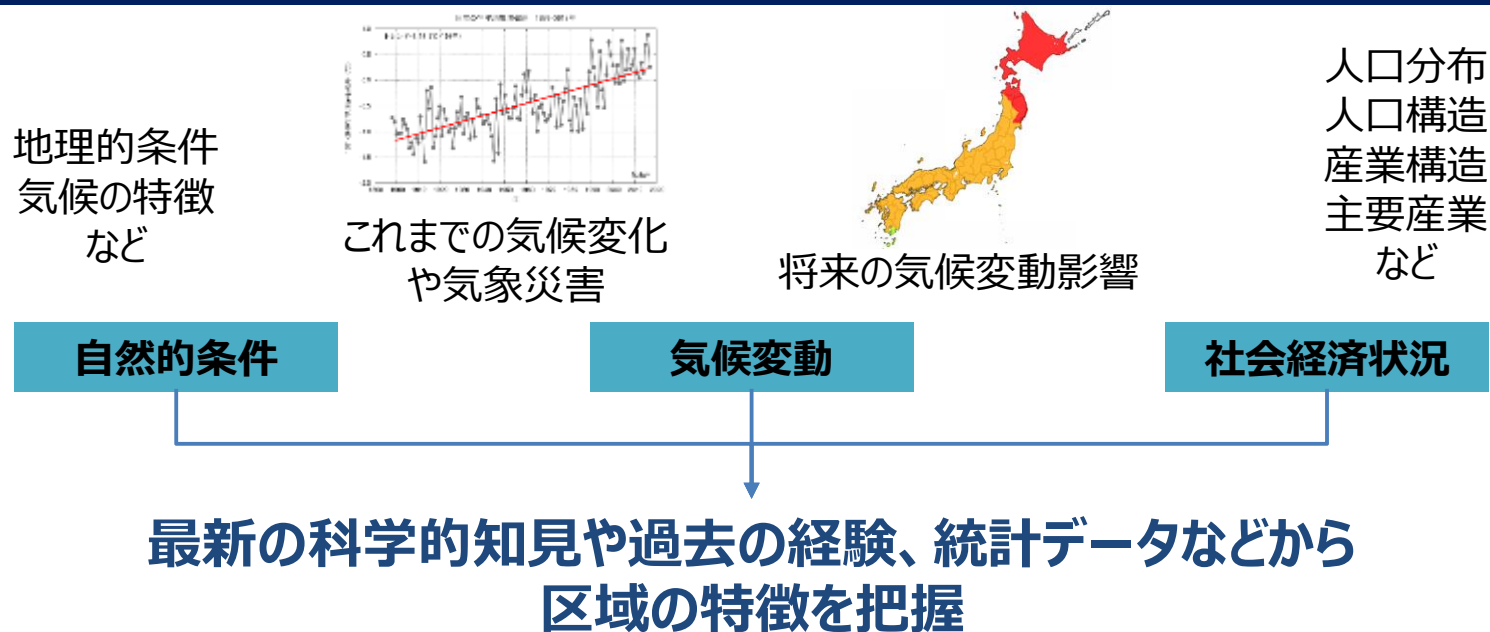 地理的条件
気候の特徴
など
これまでの気候変化
や気象災害
将来の気候変動影響
人口分布
人口構造
産業構造
主要産業
など
自然的条件
気候変動
社会経済状況
最新の科学的知見や過去の経験、統計データなどから
区域の特徴を把握